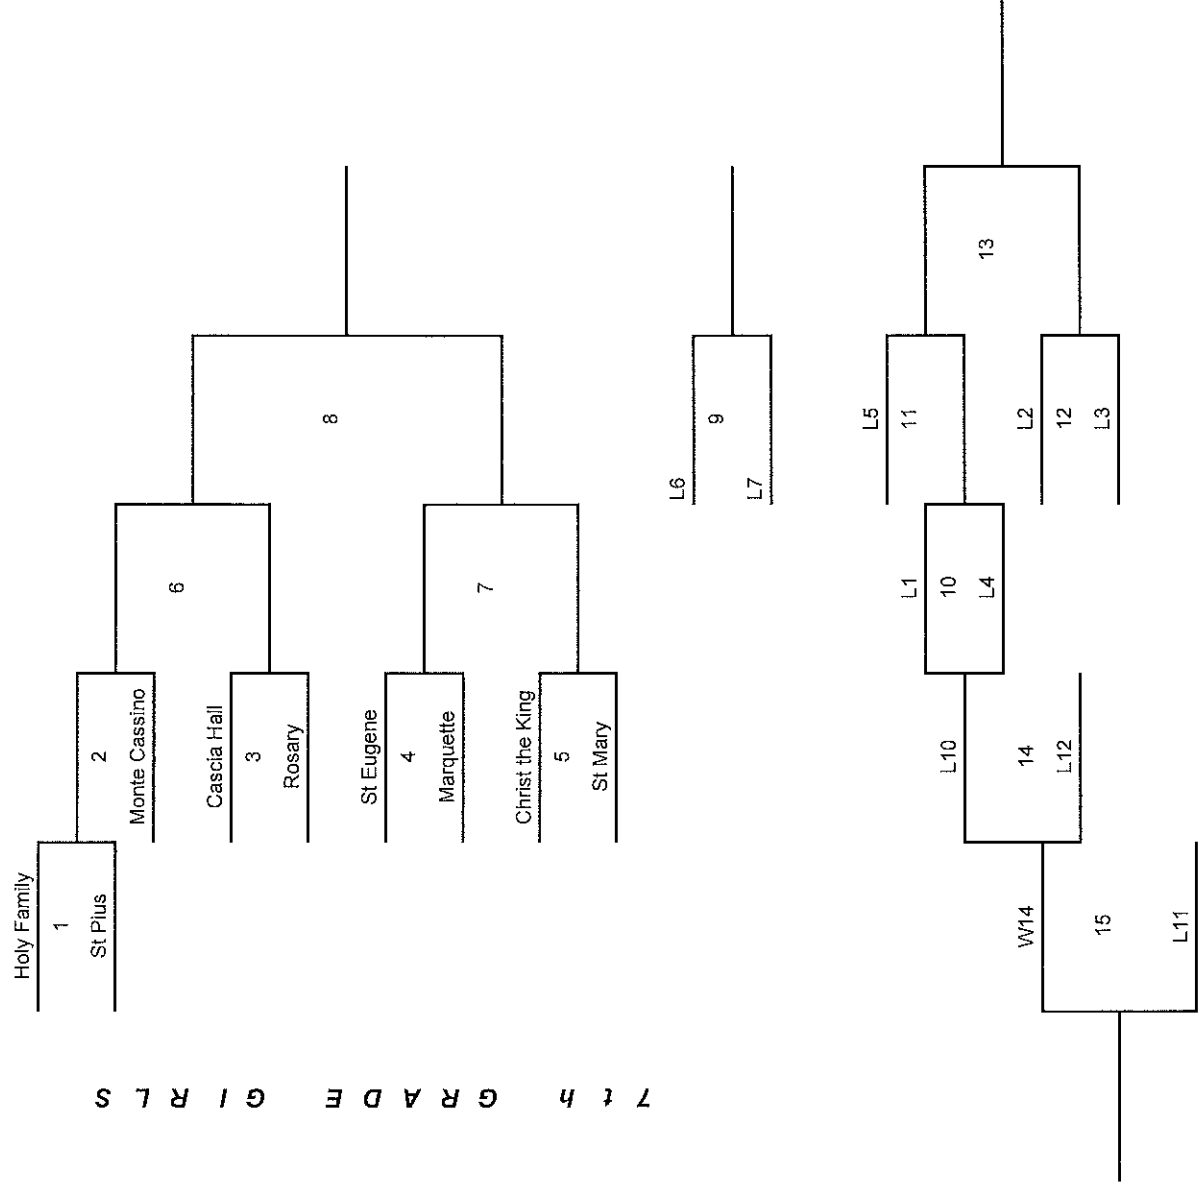 7th GRADE GIRLS
Holy Family
1
St Pius
2
Monte Cassino
Cascia Hall
3
Rosary
St Eugene
4
Marquette
Christ the King
5
St Mary
6
7
8
L6
9
L7
L5
11
L1
10
L4
L2
12
L3
13
L10
14
L12
W14
15
L11